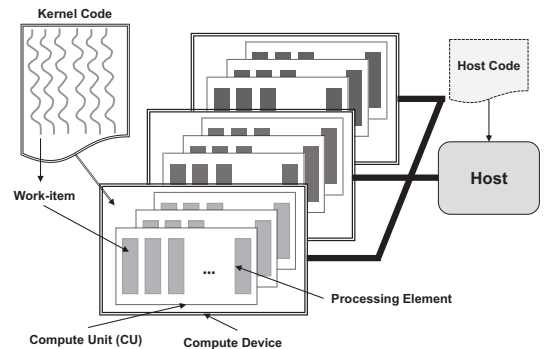 Kernel Code
Host Code
Host
Work-item
...
Processing Element
Compute Unit (CU)
Compute Device